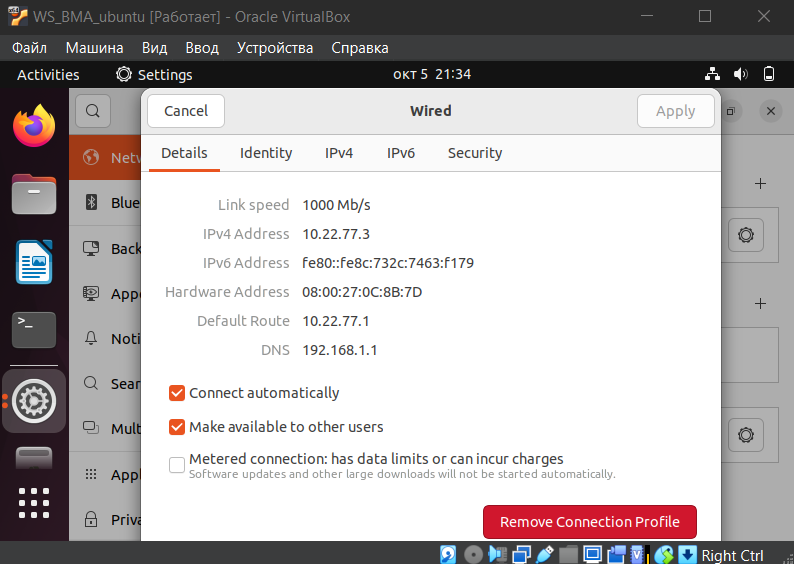 WS_BMA_ubuntu [Работает] - Oracle VirtualBox
Файл Машина Вид Ввод Устройства Справка
Activities Settings окт 5 21:34
Cancel Wired Apply
Details Identity IPv4 IPv6 Security
Netw
Blue
Back
Appe
Noti
Sear
Mult
Appl
Priva
Link speed 1000 Mb/s
IPv4 Address 10.22.77.3
IPv6 Address fe80::fe8c:732c:7463:f179
Hardware Address 08:00:27:0C:8B:7D
Default Route 10.22.77.1
DNS 192.168.1.1
Connect automatically
Make available to other users
Metered connection: has data limits or can incur charges
Software updates and other large downloads will not be started automatically.
Remove Connection Profile
Right Ctrl